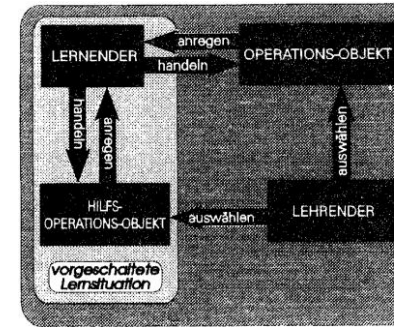 anregen
LERNENDER
OPERATIONS-OBJEKT
handeln
handeln
anregen
auswählen
HILFS-
OPERATIONS-OBJEKT
auswählen
LEHRENDER
vorgeschaltete
Lernsituation